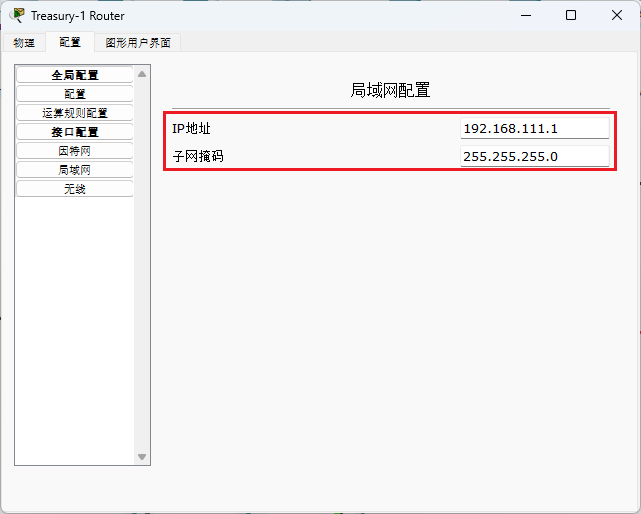 Treasury-1 Router
物理
配置
图形用户界面
全局配置
配置
运算规则配置
接口配置
因特网
局域网
无线
局域网配置
IP地址
192.168.111.1
子网掩码
255.255.255.0